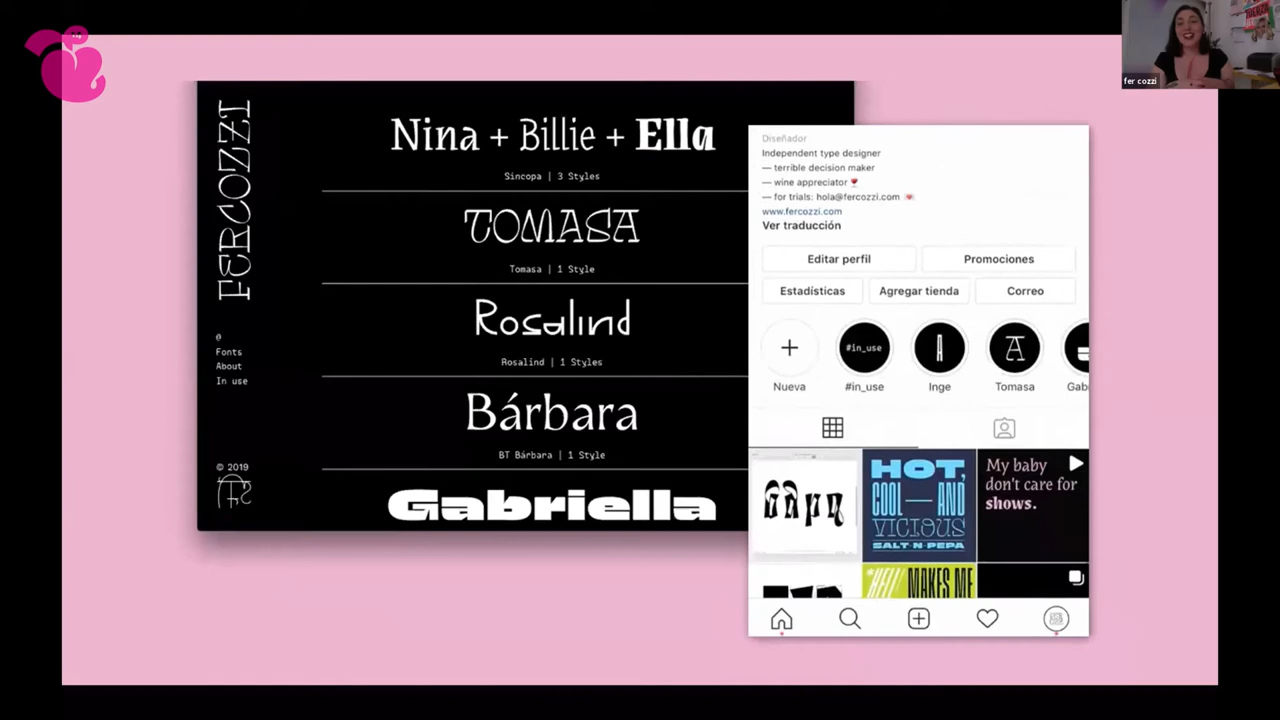 FERCOZZI
@
Fonts
About
In use
© 2019
Nina + Billie + Ella
Sincopa | 3 Styles
TOMASA
Tomasa | 1 Style
Rosalind
Rosalind | 1 Styles
Bárbara
BT Bárbara | 1 Style
Gabriella
Diseñador
Independent type designer
— terrible decision maker
— wine appreciator 🍷
— for trials: hola@fercozzi.com 💌
www.fercozzi.com
Ver traducción
Editar perfil
Promociones
Estadísticas
Agregar tienda
Correo
#in_use
Nueva
#in_use
Inge
Tomasa
Gab
HOT,
COOL — AND
VICIOUS
SALT N PEPA
My baby
don't care for
shows.
"HELL MAKES ME
fer cozzi